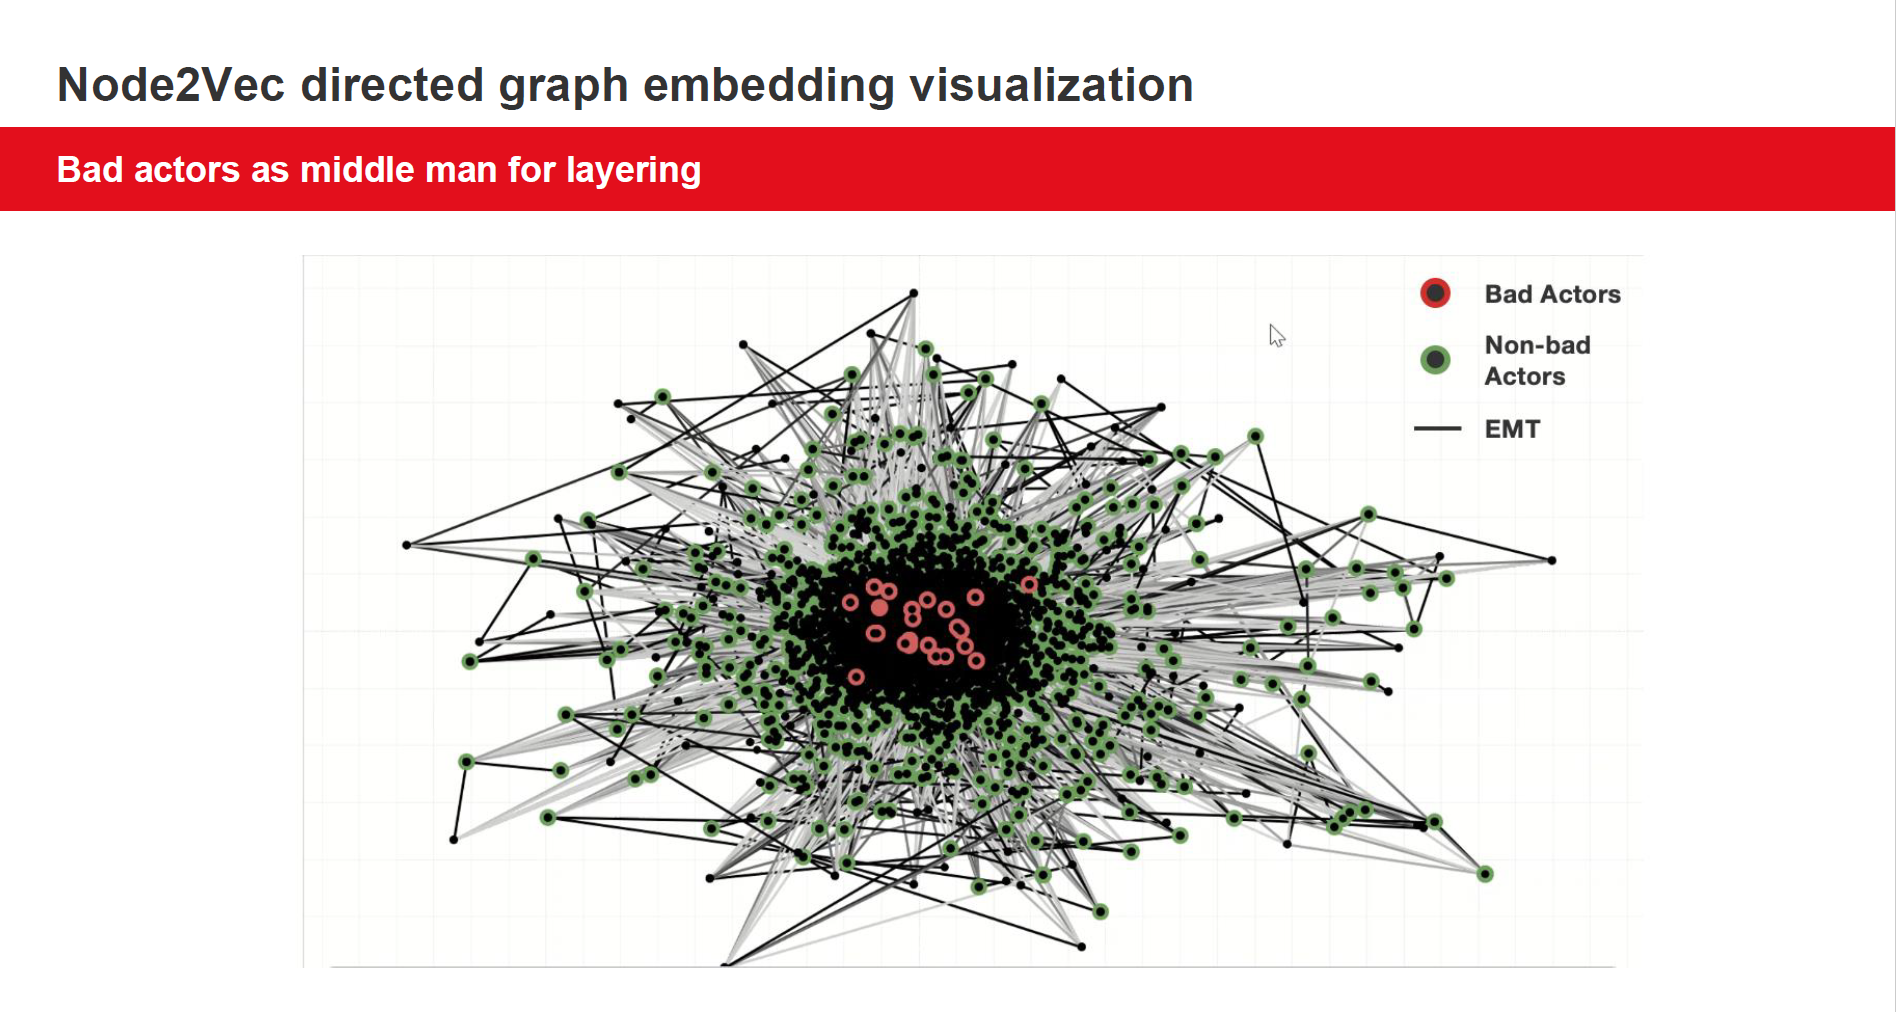 Node2Vec directed graph embedding visualization
Bad actors as middle man for layering
Bad Actors
Non-bad
Actors
EMT